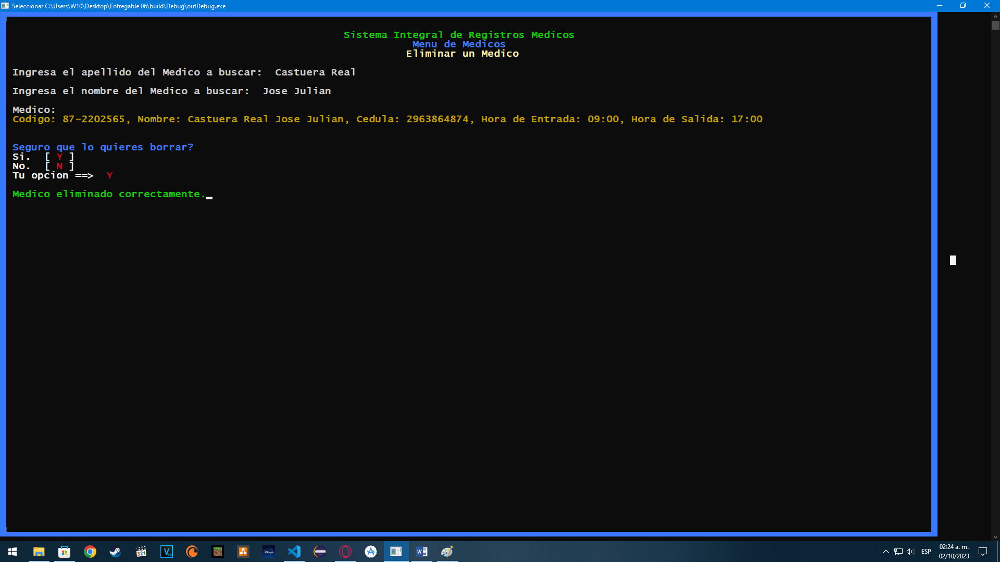 Seleccionar C:\Users\W10\Desktop\Entregable 06\build\Debug\outDebug.exe
Sistema Integral de Registros Medicos
Menu de Medicos
Eliminar un Medico
Ingresa el apellido del Medico a buscar:  Castuera Real
Ingresa el nombre del Medico a buscar:  Jose Julian
Medico:
Codigo: 87-2202565, Nombre: Castuera Real Jose Julian, Cedula: 2963864874, Hora de Entrada: 09:00, Hora de Salida: 17:00
Seguro que lo quieres borrar?
Si.  [ Y ]
No.  [ N ]
Tu opcion ==>  Y
Medico eliminado correctamente.
321
V
18
Disney+
W
ESP
02:24 a. m.
02/10/2023